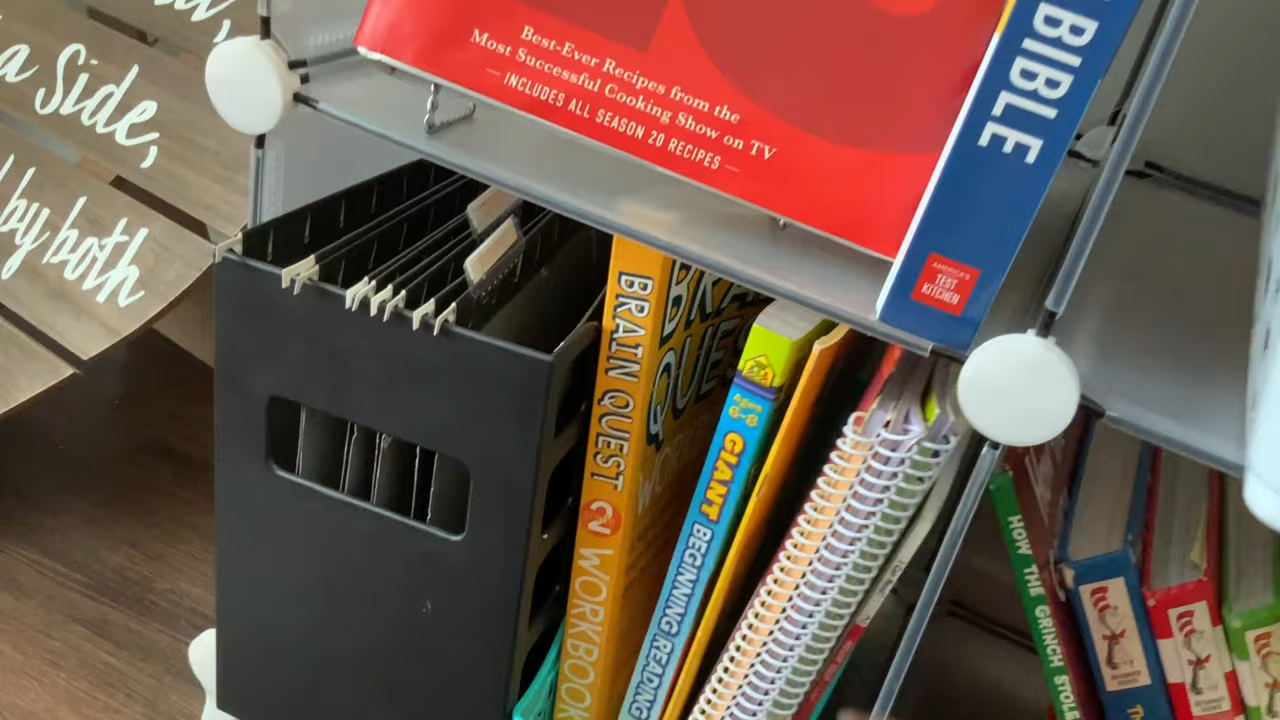 a Side,
by both
Best-Ever Recipes from the
Most Successful Cooking Show on TV
INCLUDES ALL SEASON 20 RECIPES
BIBLE
AMERICA'S
TEST
KITCHEN
BRAIN QUEST 2 WORKBOOK
BRAIN
QUEST
Ages
6-8
GIANT BEGINNING READING
HOW THE GRINCH STOLE